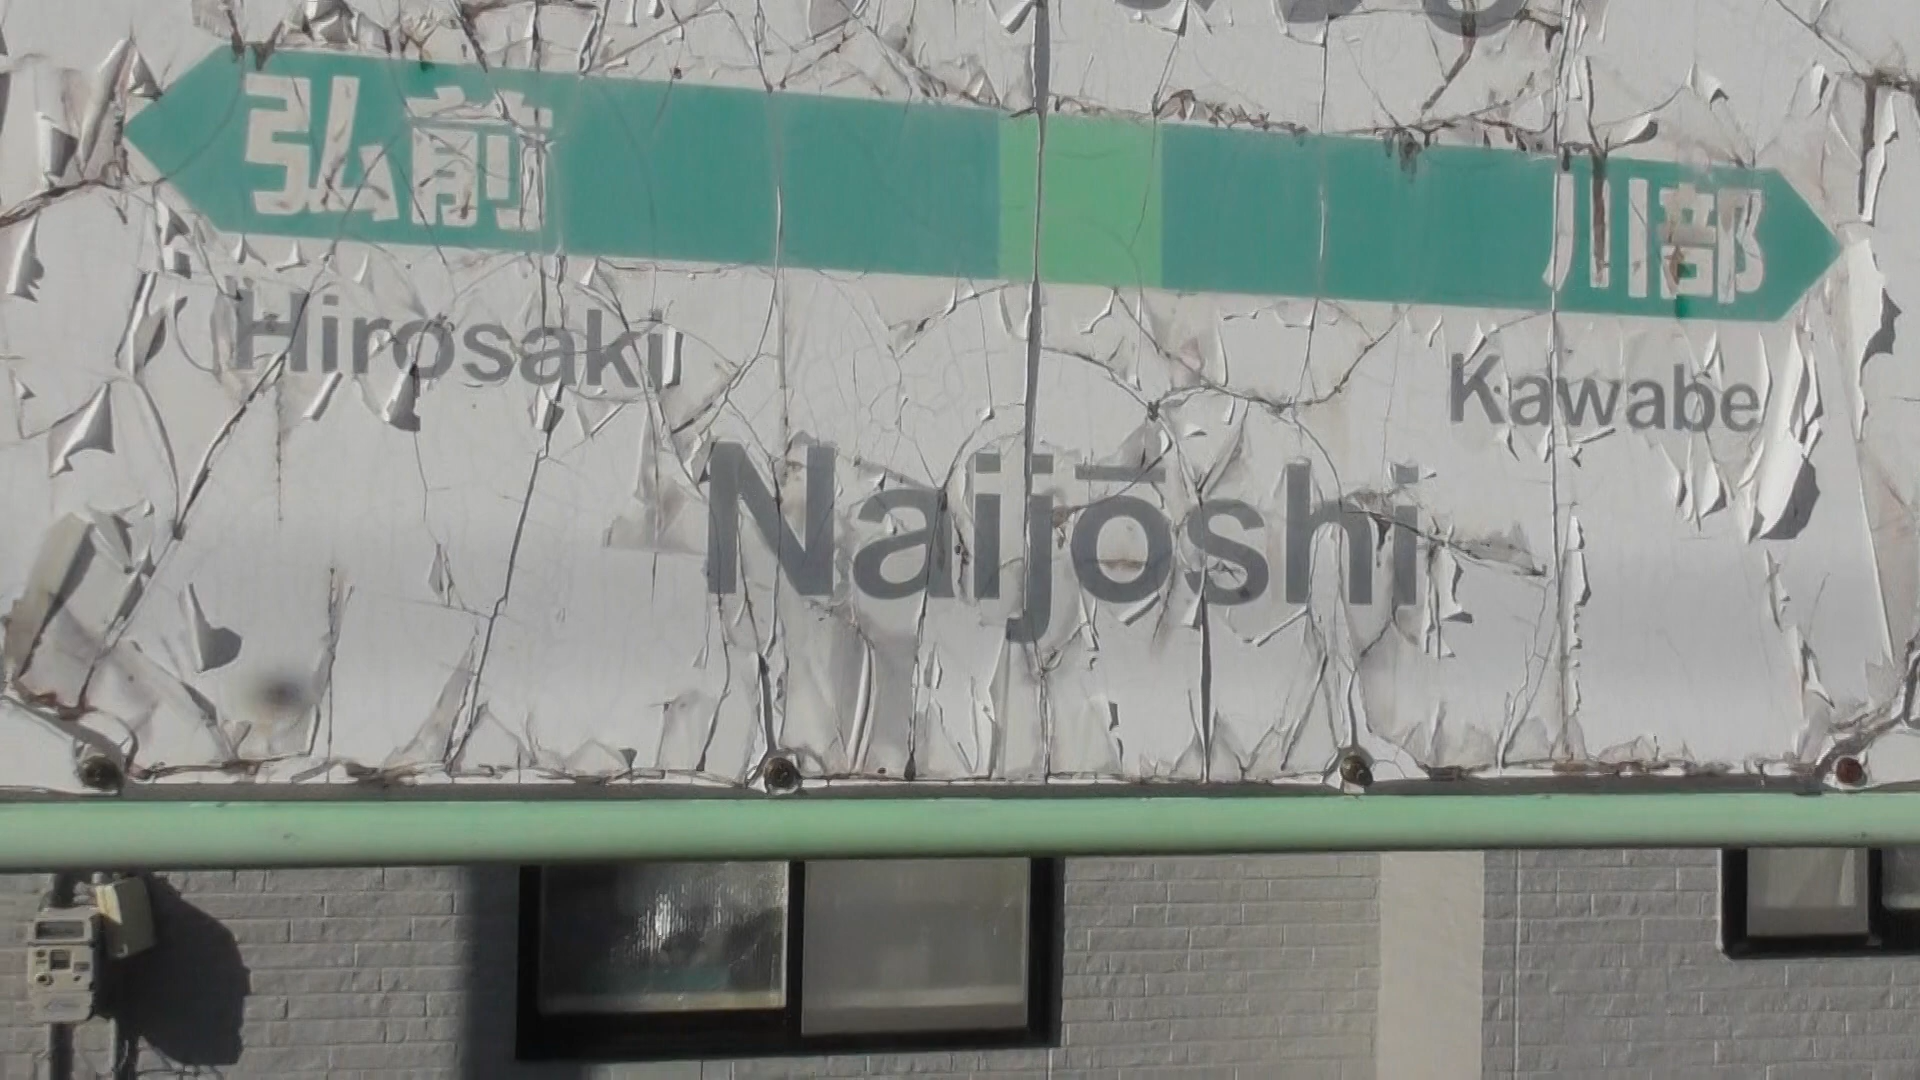 弘前 川部
Hirosaki Kawabe
Naijōshi